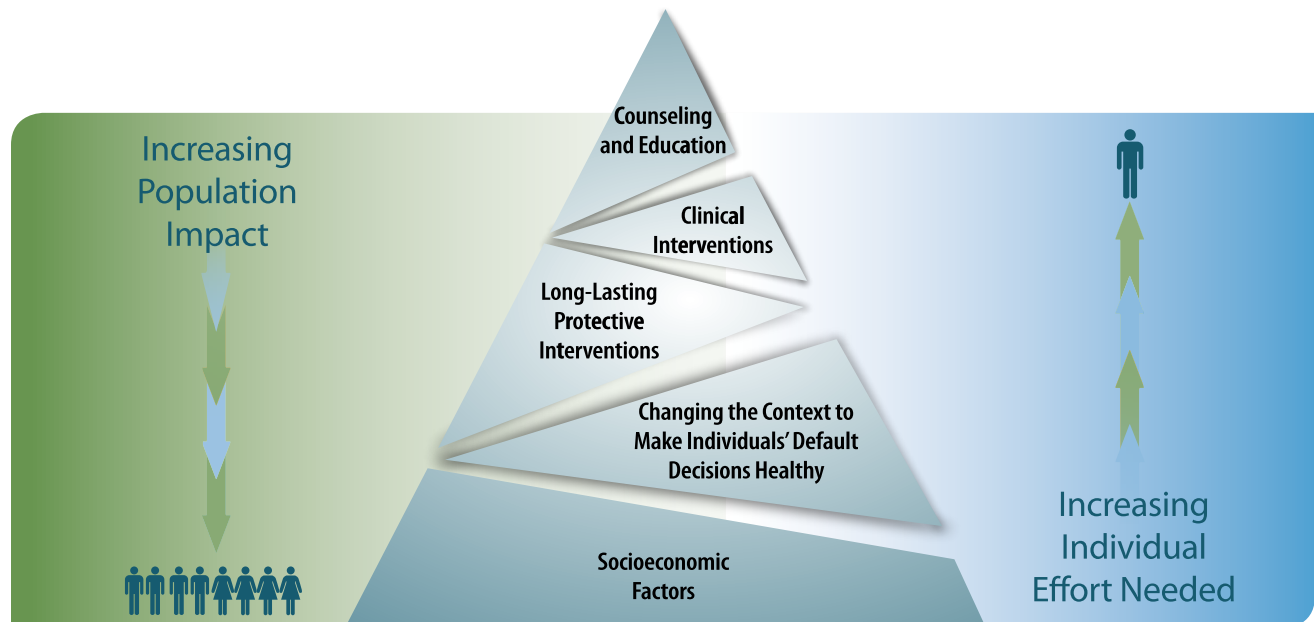 Increasing
Population
Impact
Counseling
and Education
Clinical
Interventions
Long-Lasting
Protective
Interventions
Changing the Context to
Make Individuals’ Default
Decisions Healthy
Socioeconomic
Factors
Increasing
Individual
Effort Needed